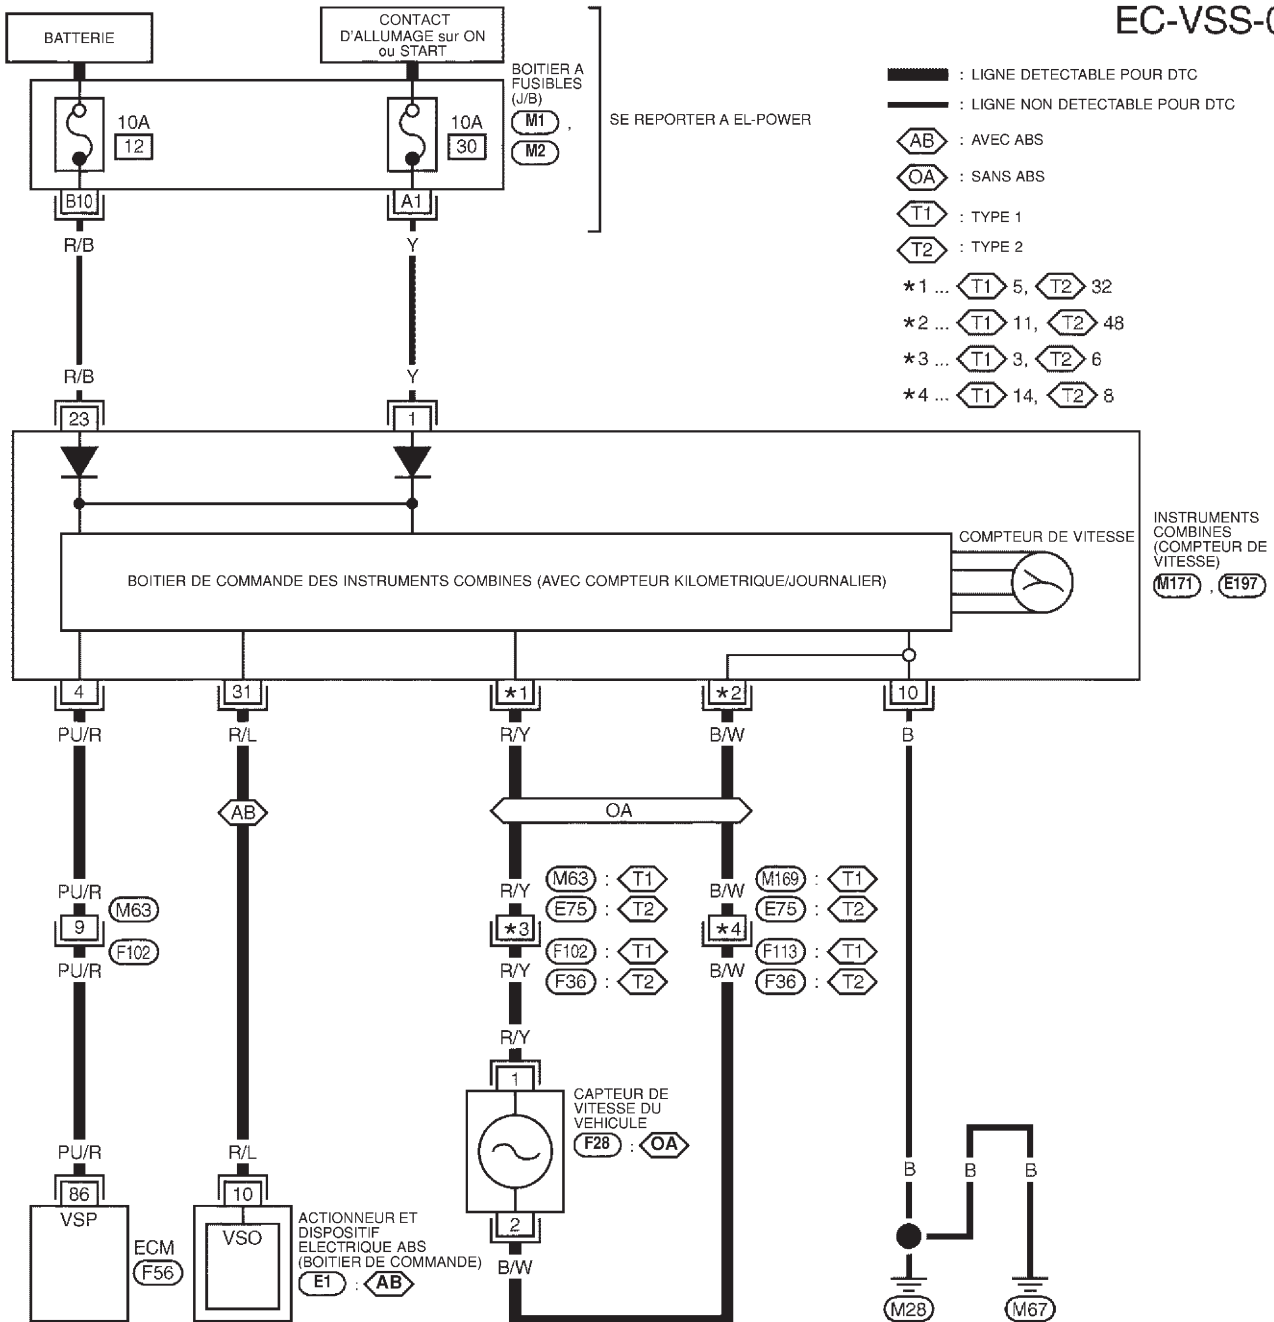 EC-VSS-0
BATTERIE
CONTACT
D'ALLUMAGE sur ON
ou START
BOITIER A
FUSIBLES
(J/B)
M1 ,
M2
SE REPORTER A EL-POWER
10A
12
10A
30
B10
A1
R/B
Y
R/B
Y
23
1
: LIGNE DETECTABLE POUR DTC
: LIGNE NON DETECTABLE POUR DTC
AB : AVEC ABS
OA : SANS ABS
T1 : TYPE 1
T2 : TYPE 2
*1 ... T1 5, T2 32
*2 ... T1 11, T2 48
*3 ... T1 3, T2 6
*4 ... T1 14, T2 8
BOITIER DE COMMANDE DES INSTRUMENTS COMBINES (AVEC COMPTEUR KILOMETRIQUE/JOURNALIER)
COMPTEUR DE VITESSE
INSTRUMENTS
COMBINES
(COMPTEUR DE
VITESSE)
M171 , E197
4
31
*1
*2
10
PU/R
R/L
R/Y
B/W
B
AB
OA
PU/R
M63
9
F102
PU/R
R/Y
M63 : T1
E75 : T2
*3
F102 : T1
F36 : T2
R/Y
B/W
M169 : T1
E75 : T2
*4
F113 : T1
F36 : T2
B/W
R/Y
1
CAPTEUR DE
VITESSE DU
VEHICULE
F28 : OA
2
B/W
PU/R
R/L
86
VSP
ECM
F56
10
VSO
ACTIONNEUR ET
DISPOSITIF
ELECTRIQUE ABS
(BOITIER DE COMMANDE)
E1 : AB
B
B
B
M28
M67